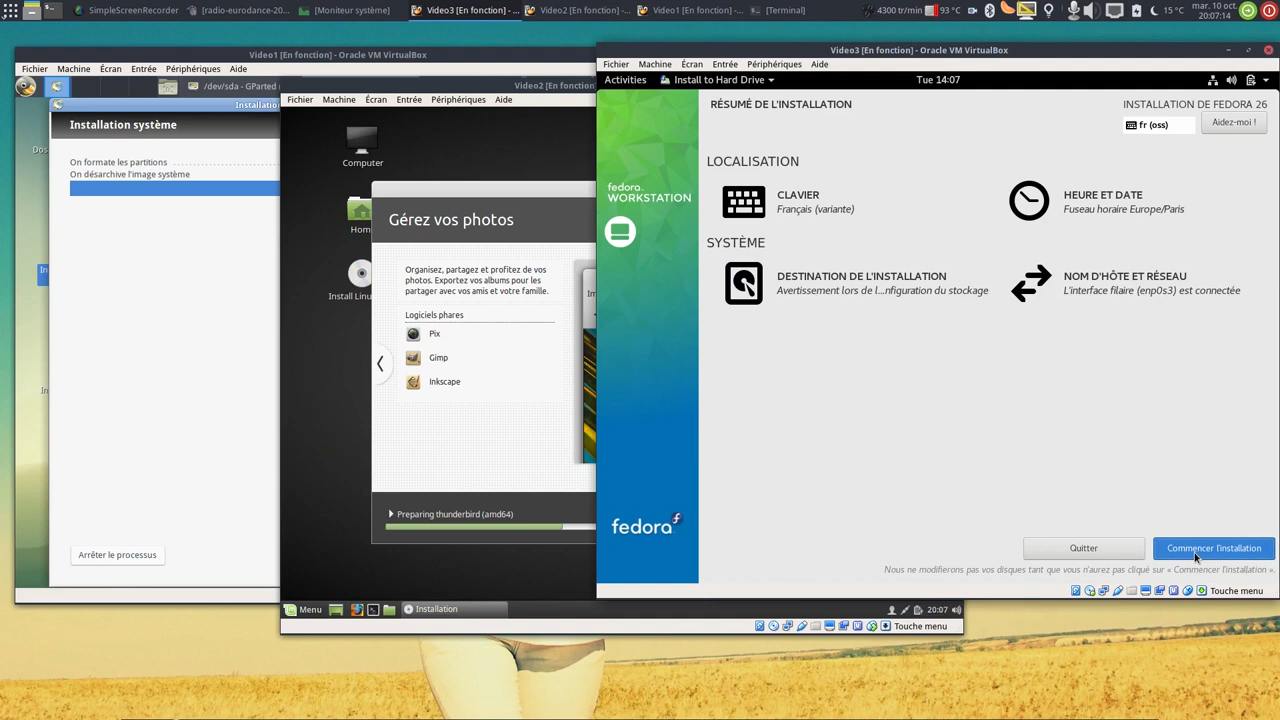 SimpleScreenRecorder
[radio-eurodance-20...
[Moniteur système]
Video3 [En fonction] - ...
Video2 [En fonction] -...
Video1 [En fonction] -...
[Terminal]
4300 tr/min
93 °C
15 °C
mar. 10 oct.
20:07:14
Video1 [En fonction] - Oracle VM VirtualBox
Fichier Machine Écran Entrée Périphériques Aide
/dev/sda - GParted
Installatio
Installation système
On formate les partitions
On désarchive l'image système
Arrêter le processus
Dos
In
In
Video2 [En fonction]
Fichier Machine Écran Entrée Périphériques Aide
Computer
Hom
Install Linu
Gérez vos photos
Organisez, partagez et profitez de vos
photos. Exportez vos albums pour les
partager avec vos amis et votre famille.
Logiciels phares
Pix
Gimp
Inkscape
Im
Preparing thunderbird (amd64)
Menu
Installation
20:07
Touche menu
Video3 [En fonction] - Oracle VM VirtualBox
Fichier Machine Écran Entrée Périphériques Aide
Activities
Install to Hard Drive
Tue 14:07
fedora
WORKSTATION
fedora
RÉSUMÉ DE L'INSTALLATION
INSTALLATION DE FEDORA 26
fr (oss)
Aidez-moi !
LOCALISATION
CLAVIER
Français (variante)
HEURE ET DATE
Fuseau horaire Europe/Paris
SYSTÈME
DESTINATION DE L'INSTALLATION
Avertissement lors de l...nfiguration du stockage
NOM D'HÔTE ET RÉSEAU
L'interface filaire (enp0s3) est connectée
Quitter
Commencer l'installation
Nous ne modifierons pas vos disques tant que vous n'aurez pas cliqué sur « Commencer l'installation ».
Touche menu